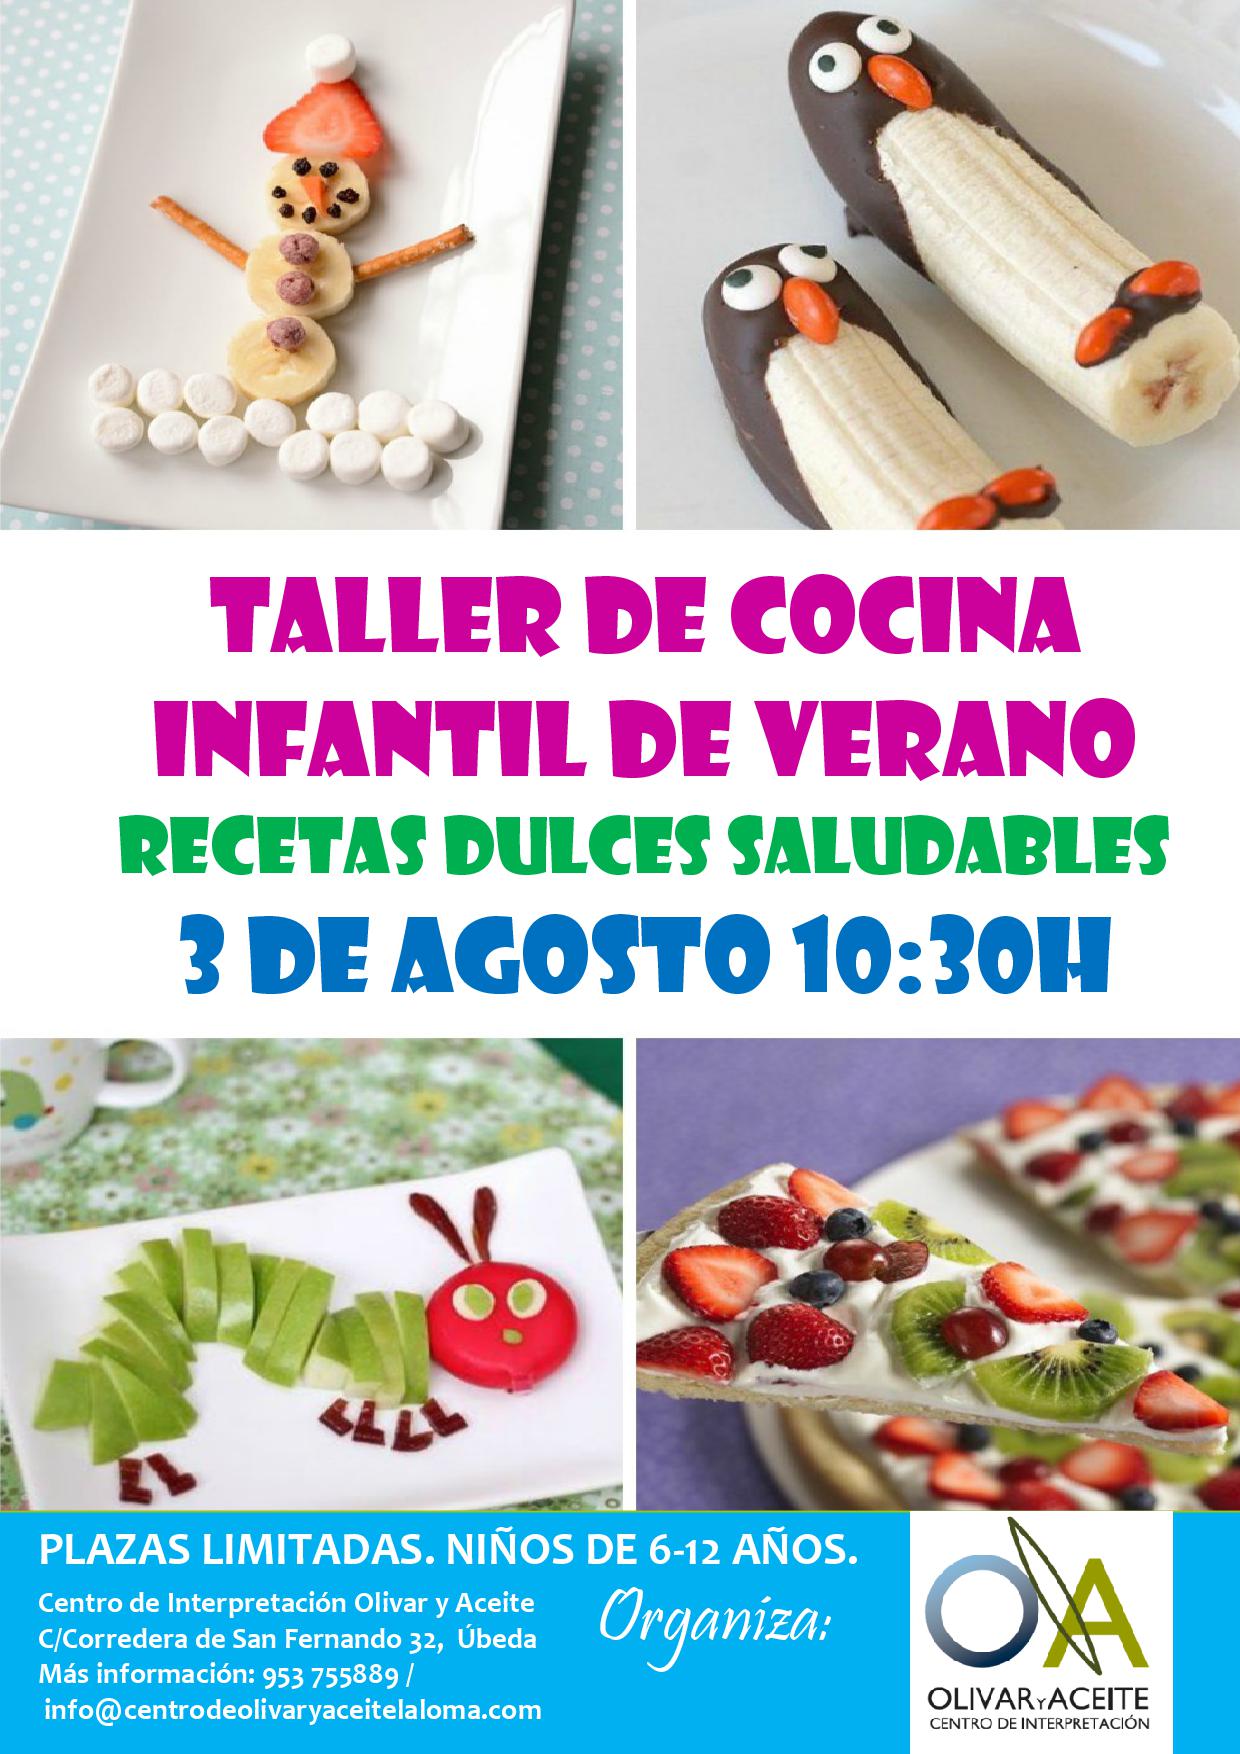 TALLER DE COCINA
INFANTIL DE VERANO
RECETAS DULCES SALUDABLES
3 DE AGOSTO 10:30H
PLAZAS LIMITADAS. NIÑOS DE 6-12 AÑOS.
Centro de Interpretación Olivar y Aceite
C/Corredera de San Fernando 32, Úbeda
Más información: 953 755889 /
info@centrodeolivaryaceitelaloma.com
Organiza:
OA
OLIVAR Y ACEITE
CENTRO DE INTERPRETACIÓN